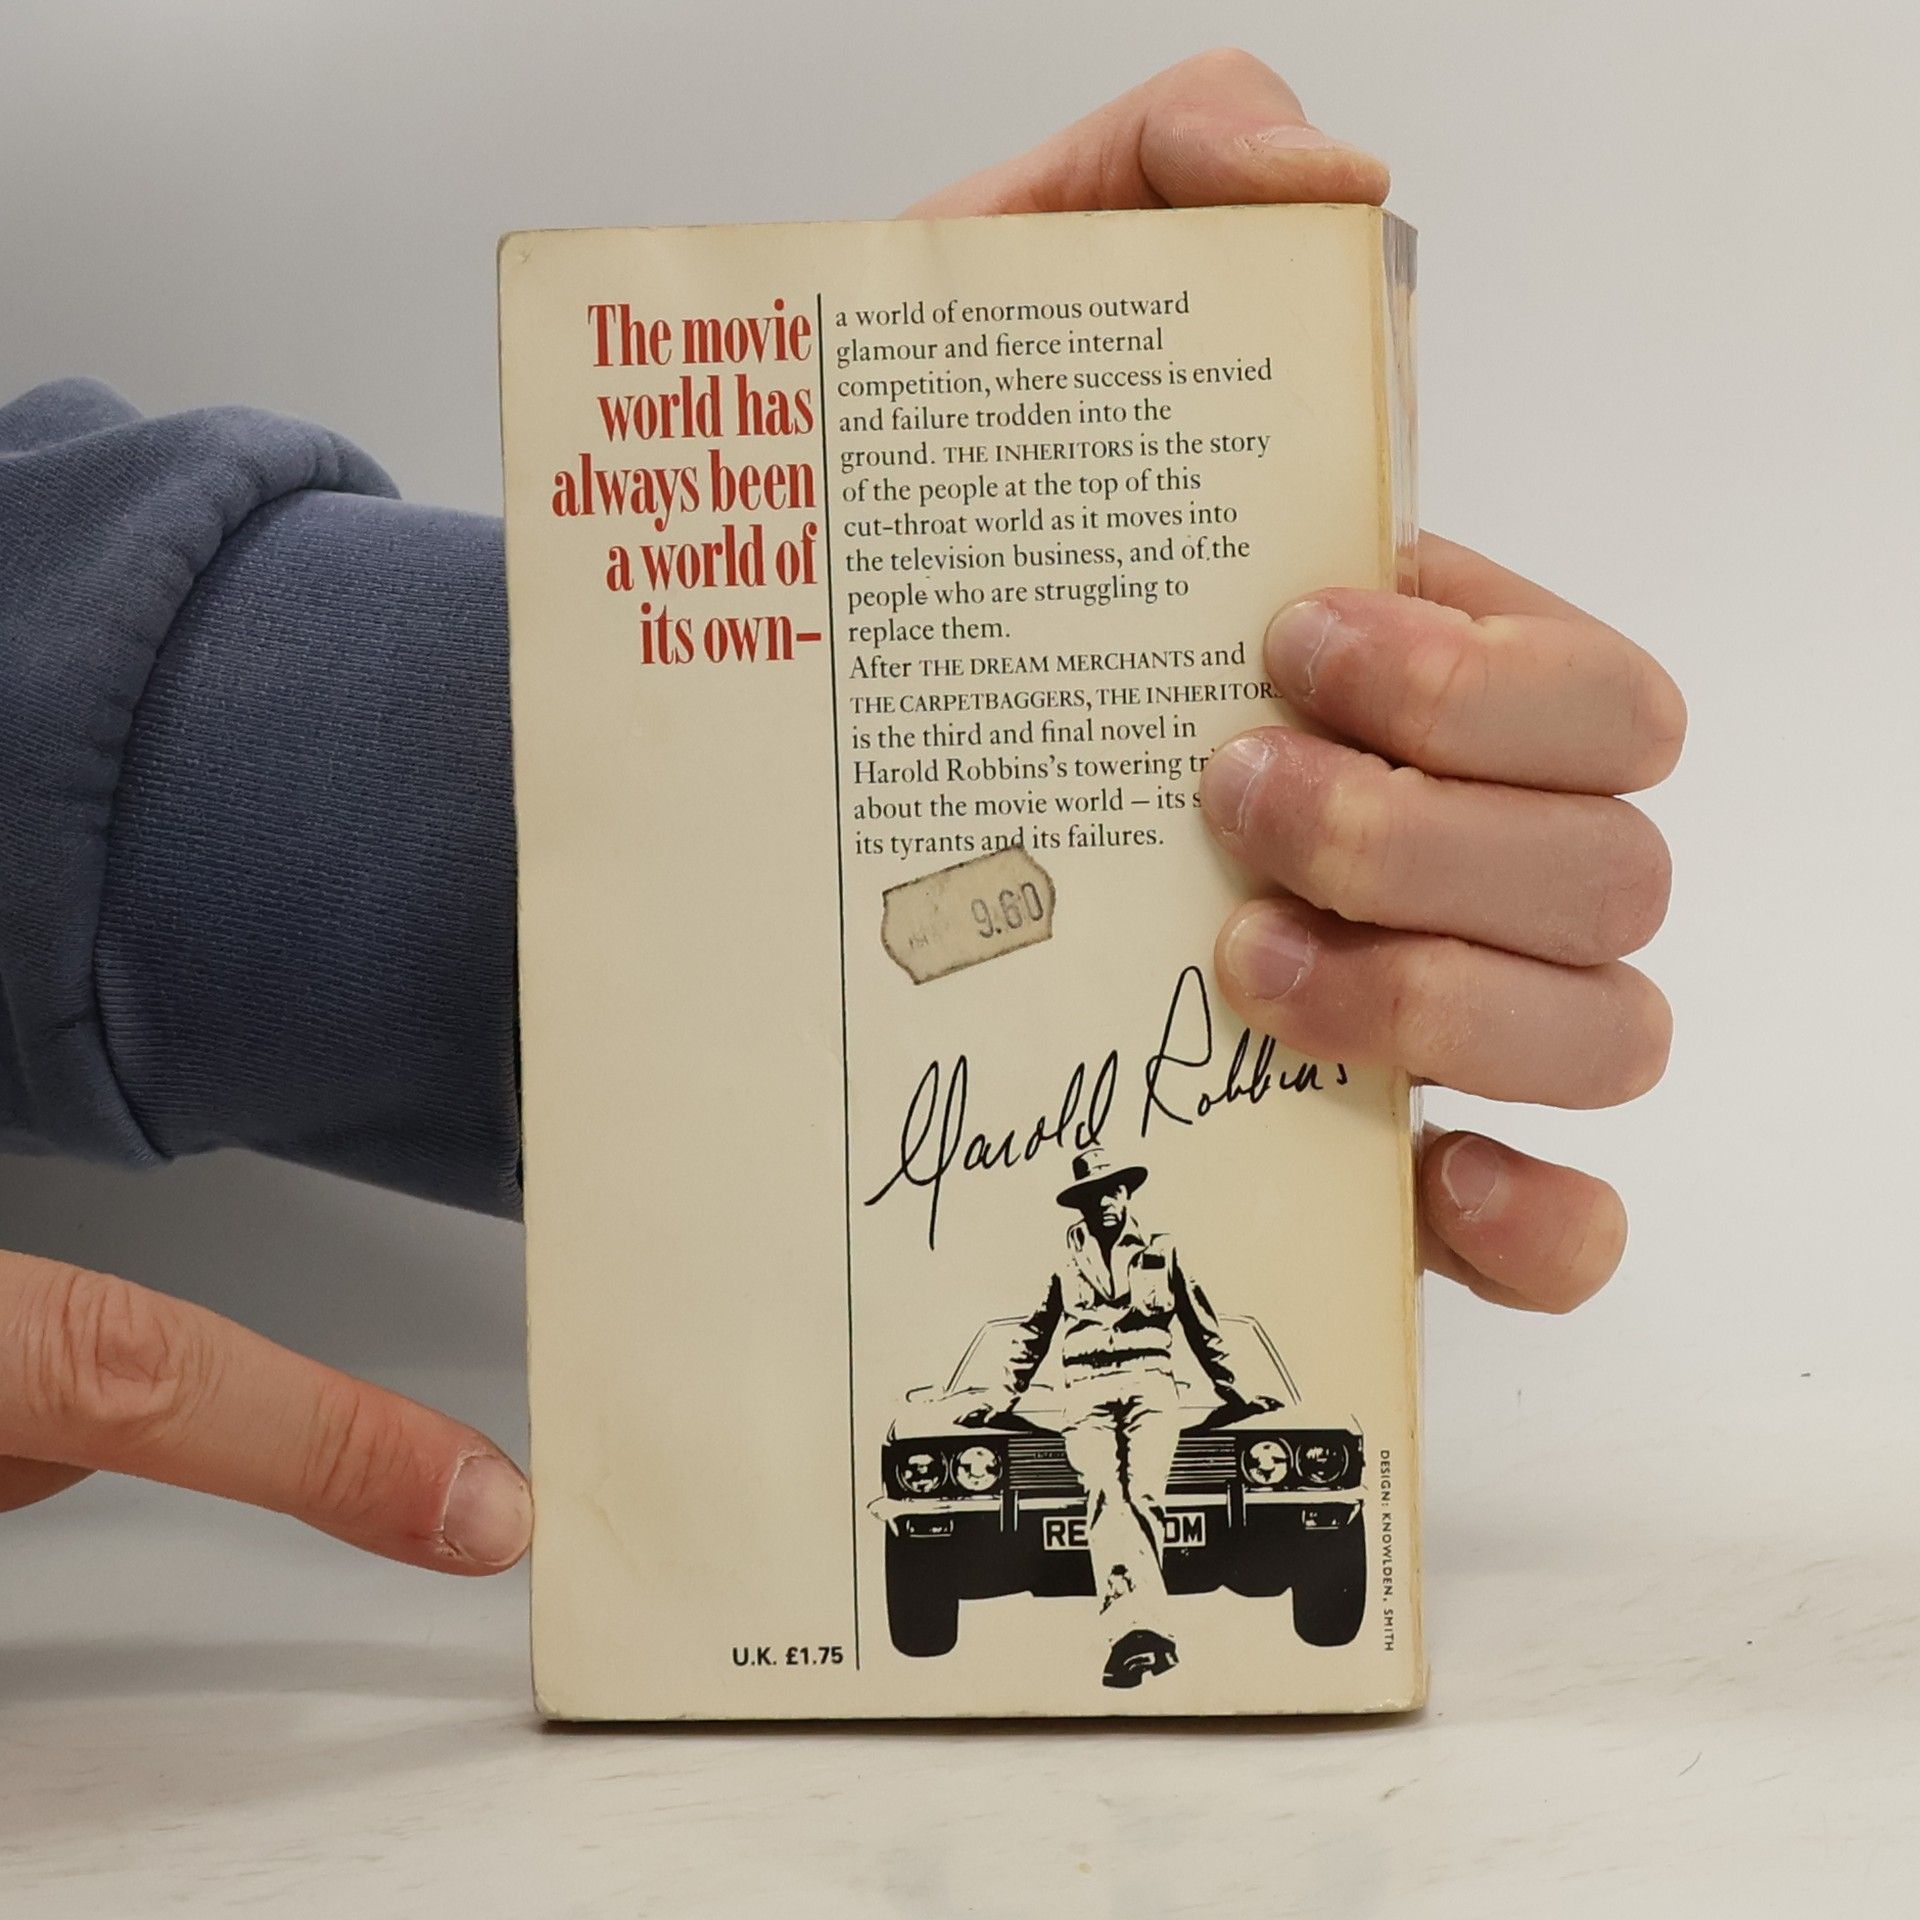 The movie
world has
always been
a world of
its own–
a world of enormous outward
glamour and fierce internal
competition, where success is envied
and failure trodden into the
ground. THE INHERITORS is the story
of the people at the top of this
cut-throat world as it moves into
the television business, and of the
people who are struggling to
replace them.
After THE DREAM MERCHANTS and
THE CARPETBAGGERS, THE INHERITORS
is the third and final novel in
Harold Robbins's towering
about the movie world – its
its tyrants and its failures.
9.60
Harold Robbins
RE DM
U.K. £1.75
DESIGN: KNOWLDEN, SMITH